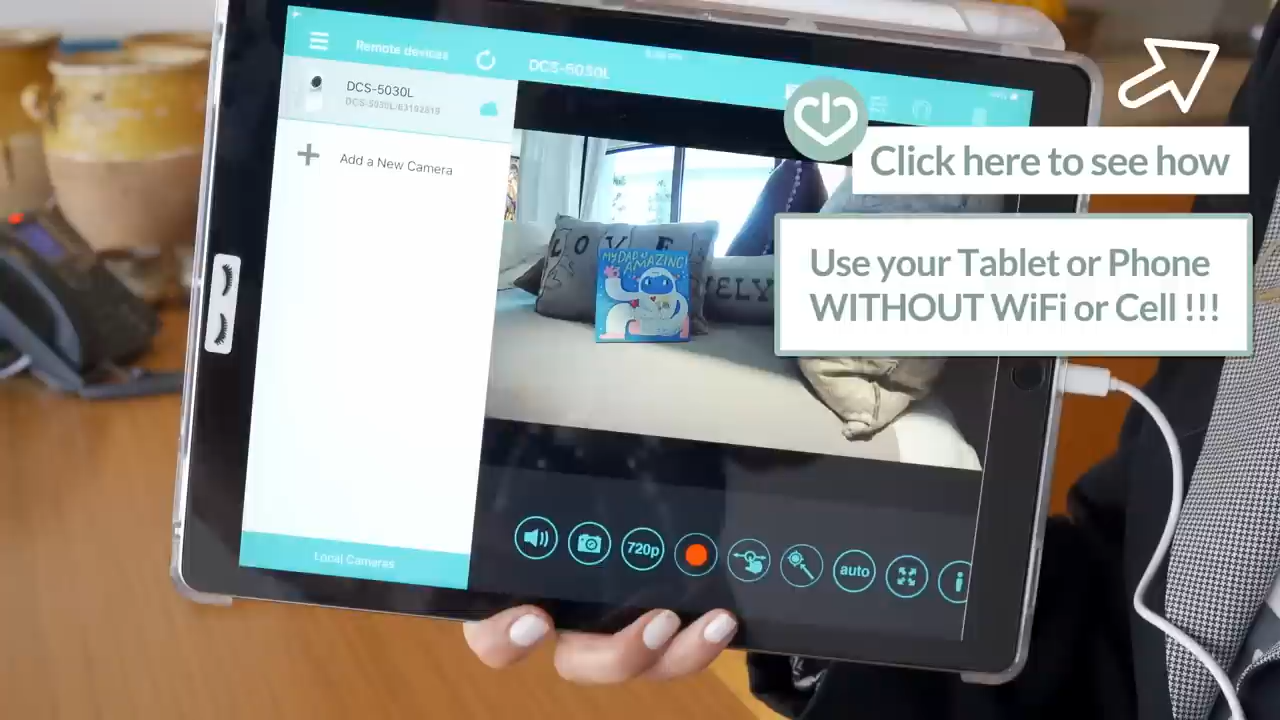 Remote devices
DCS-5030L
DCS-5030L
Add a New Camera
Local Cameras
LOVE
ELY
MY DAD IS
AMAZING!
720p
auto
Click here to see how
Use your Tablet or Phone
WITHOUT WiFi or Cell !!!